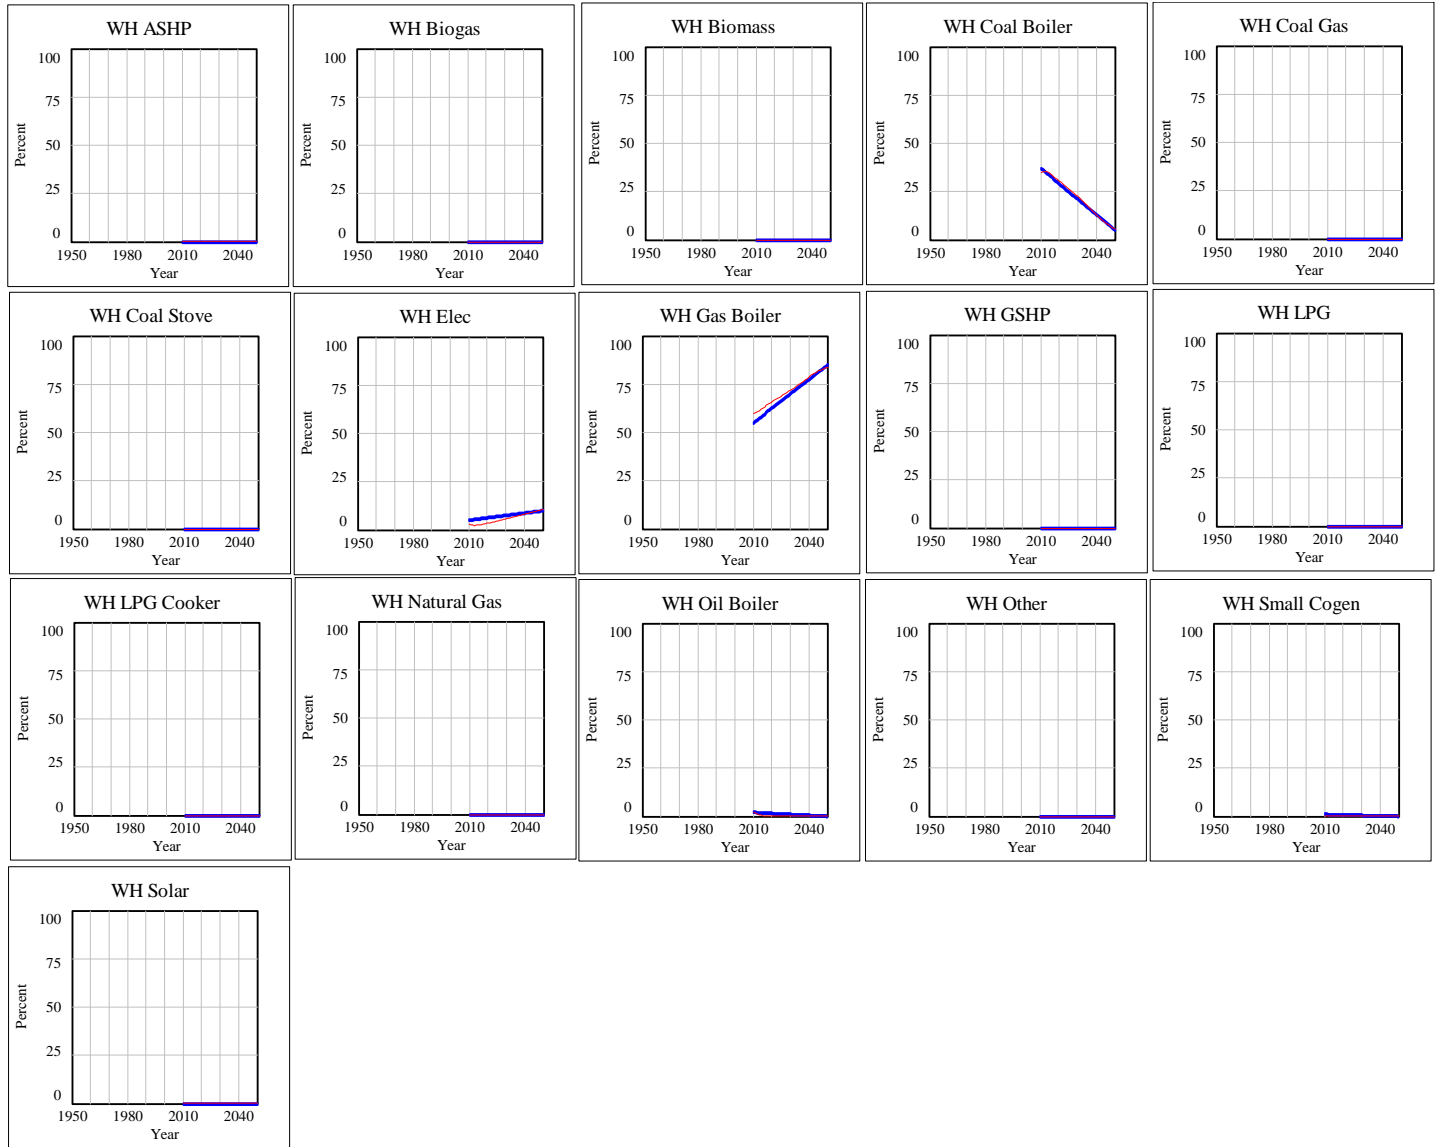 WH ASHP
100
75
50
25
0
Percent
1950 1980 2010 2040
Year
WH Biogas
100
75
50
25
0
Percent
1950 1980 2010 2040
Year
WH Biomass
100
75
50
25
0
Percent
1950 1980 2010 2040
Year
WH Coal Boiler
100
75
50
25
0
Percent
1950 1980 2010 2040
Year
WH Coal Gas
100
75
50
25
0
Percent
1950 1980 2010 2040
Year
WH Coal Stove
100
75
50
25
0
Percent
1950 1980 2010 2040
Year
WH Elec
100
75
50
25
0
Percent
1950 1980 2010 2040
Year
WH Gas Boiler
100
75
50
25
0
Percent
1950 1980 2010 2040
Year
WH GSHP
100
75
50
25
0
Percent
1950 1980 2010 2040
Year
WH LPG
100
75
50
25
0
Percent
1950 1980 2010 2040
Year
WH LPG Cooker
100
75
50
25
0
Percent
1950 1980 2010 2040
Year
WH Natural Gas
100
75
50
25
0
Percent
1950 1980 2010 2040
Year
WH Oil Boiler
100
75
50
25
0
Percent
1950 1980 2010 2040
Year
WH Other
100
75
50
25
0
Percent
1950 1980 2010 2040
Year
WH Small Cogen
100
75
50
25
0
Percent
1950 1980 2010 2040
Year
WH Solar
100
75
50
25
0
Percent
1950 1980 2010 2040
Year